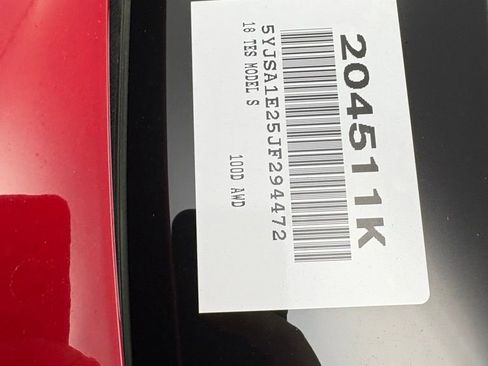 204511K
5YJSA1E25JF294472
18 TES MODEL S 100D AWD